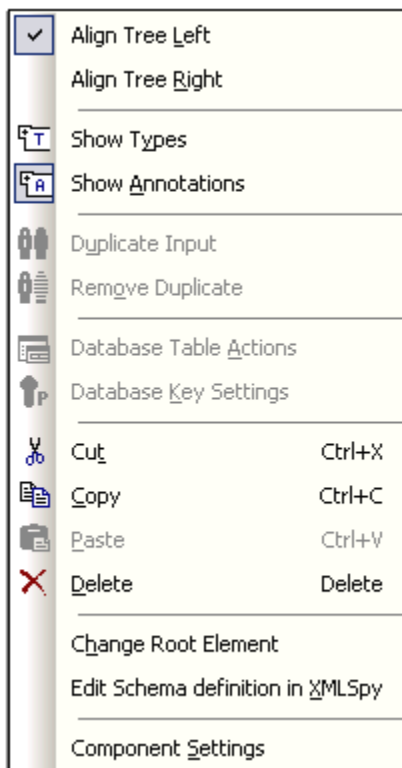 Align Tree Left
Align Tree Right
T Show Types
A Show Annotations
Duplicate Input
Remove Duplicate
Database Table Actions
P Database Key Settings
Cut Ctrl+X
Copy Ctrl+C
Paste Ctrl+V
Delete Delete
Change Root Element
Edit Schema definition in XMLSpy
Component Settings